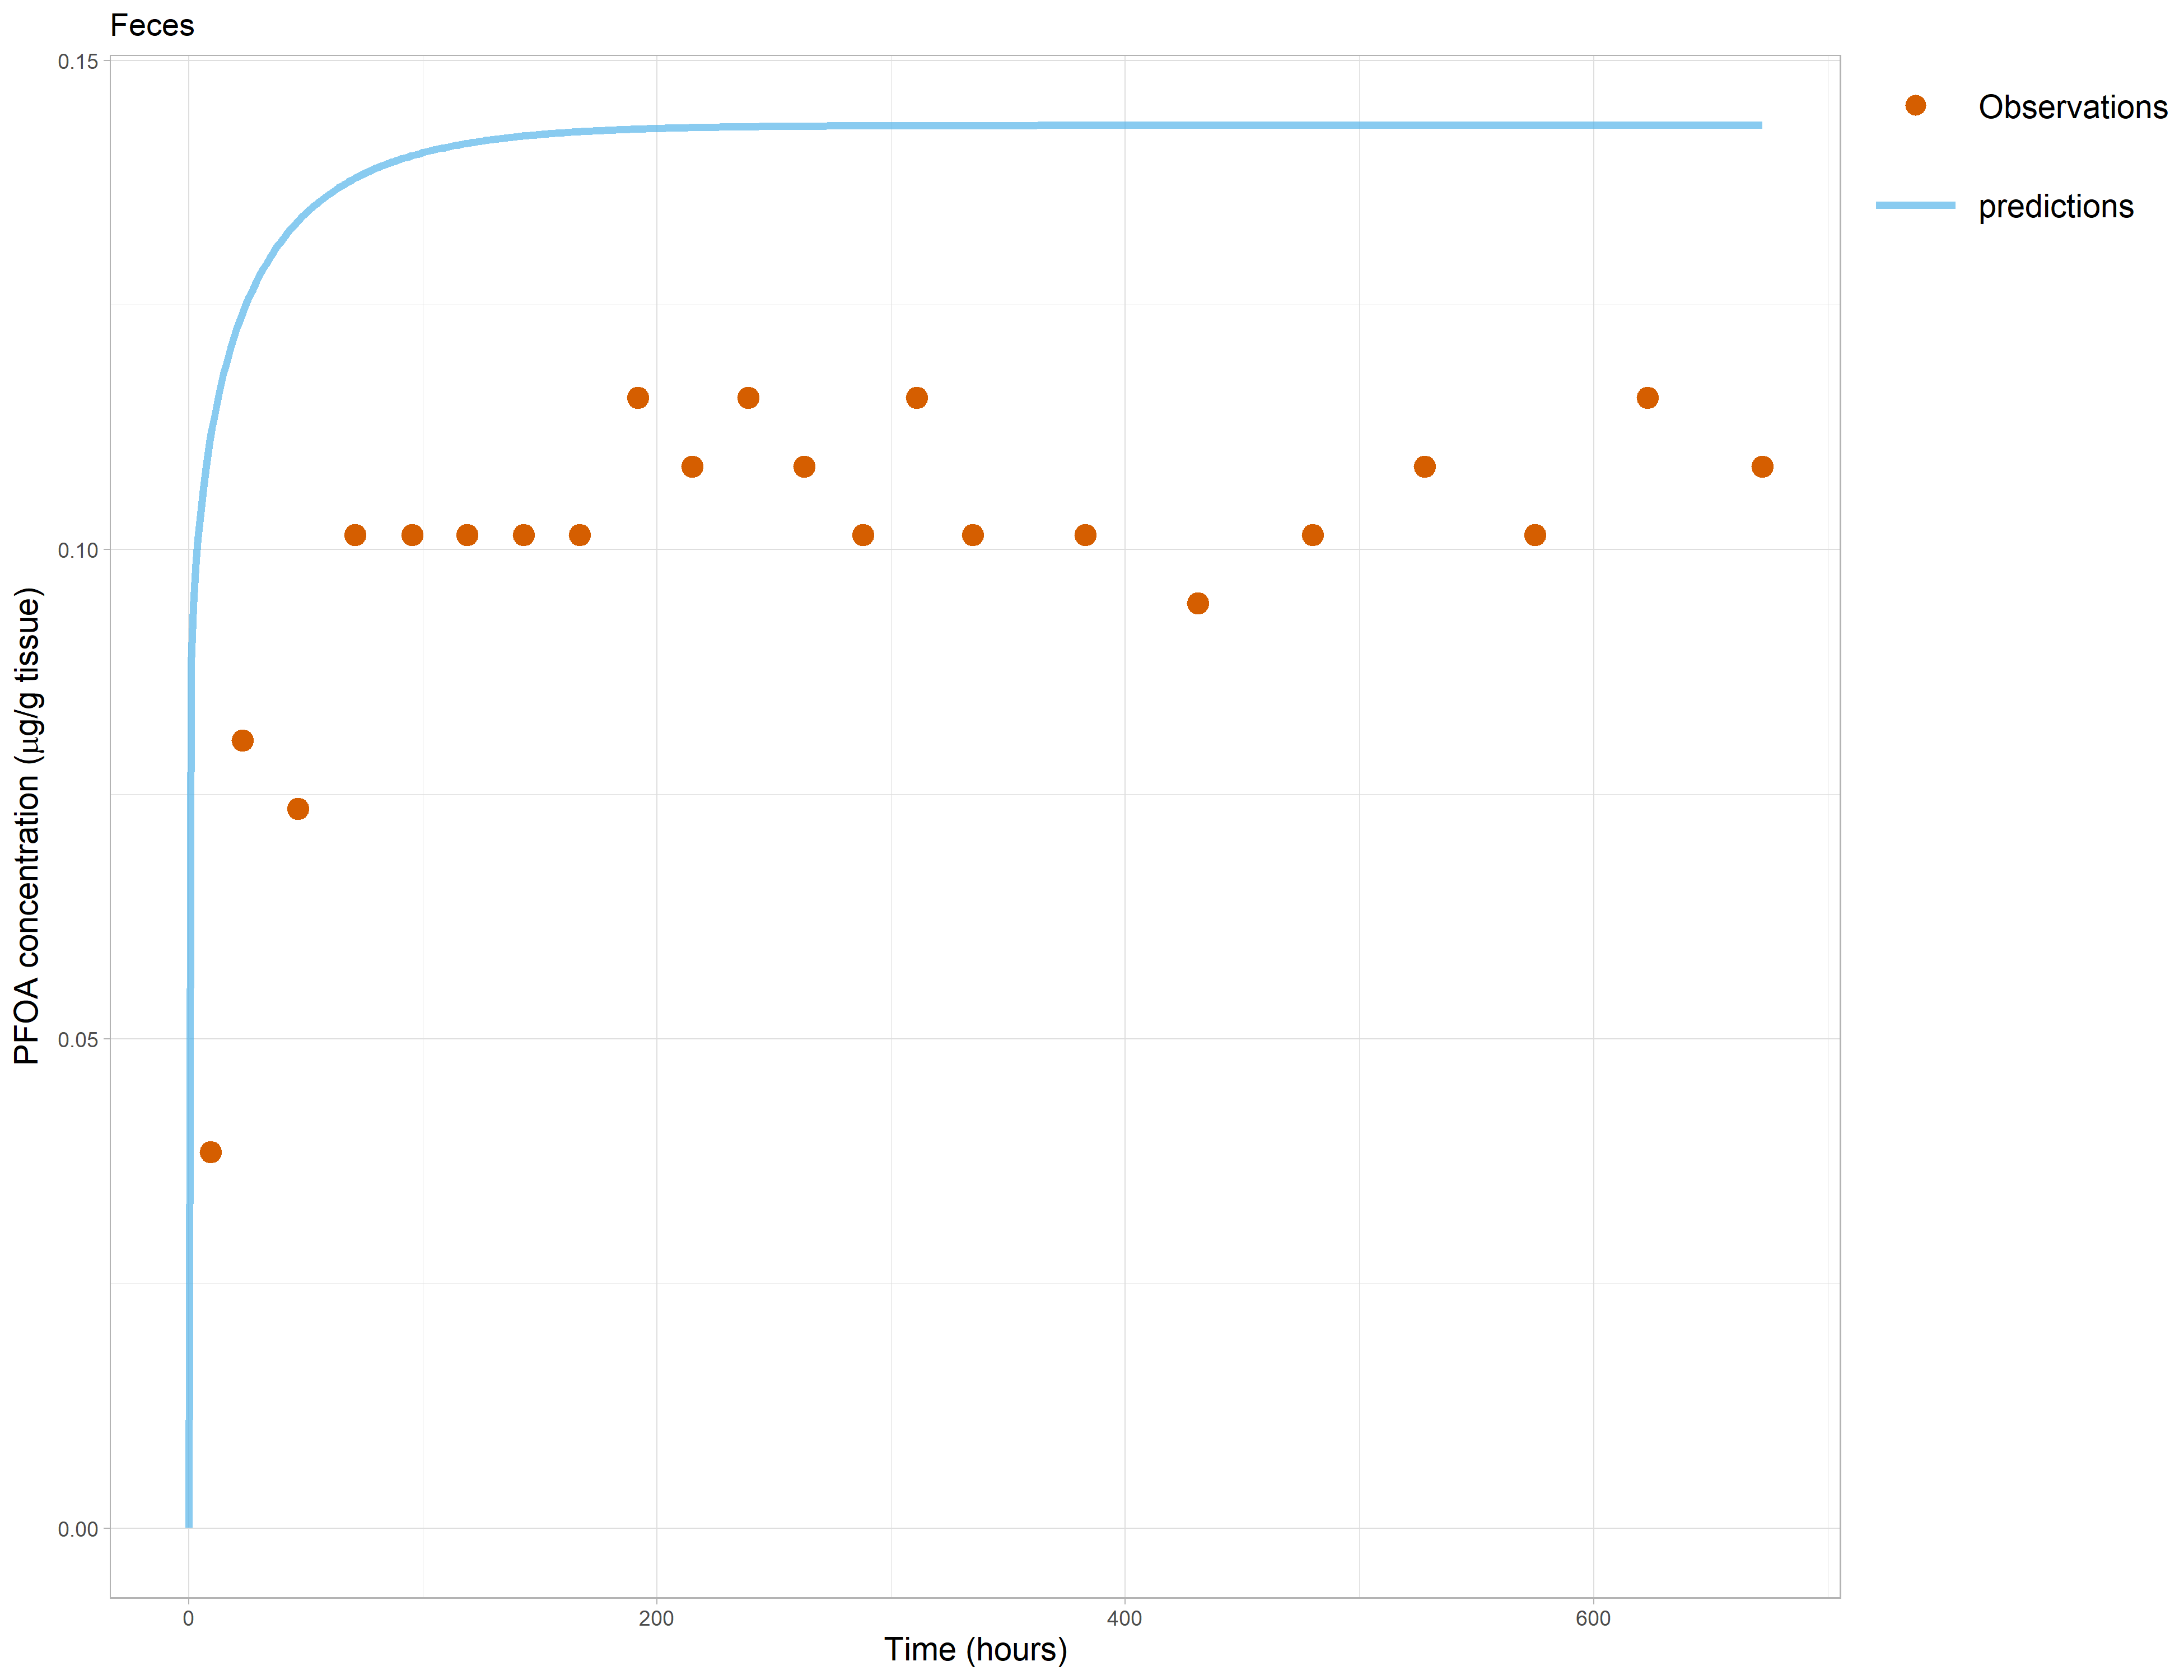 Feces
0.15
0.10
0.05
0.00
PFOA concentration (μg/g tissue)
0 200 400 600
Time (hours)
Observations
predictions